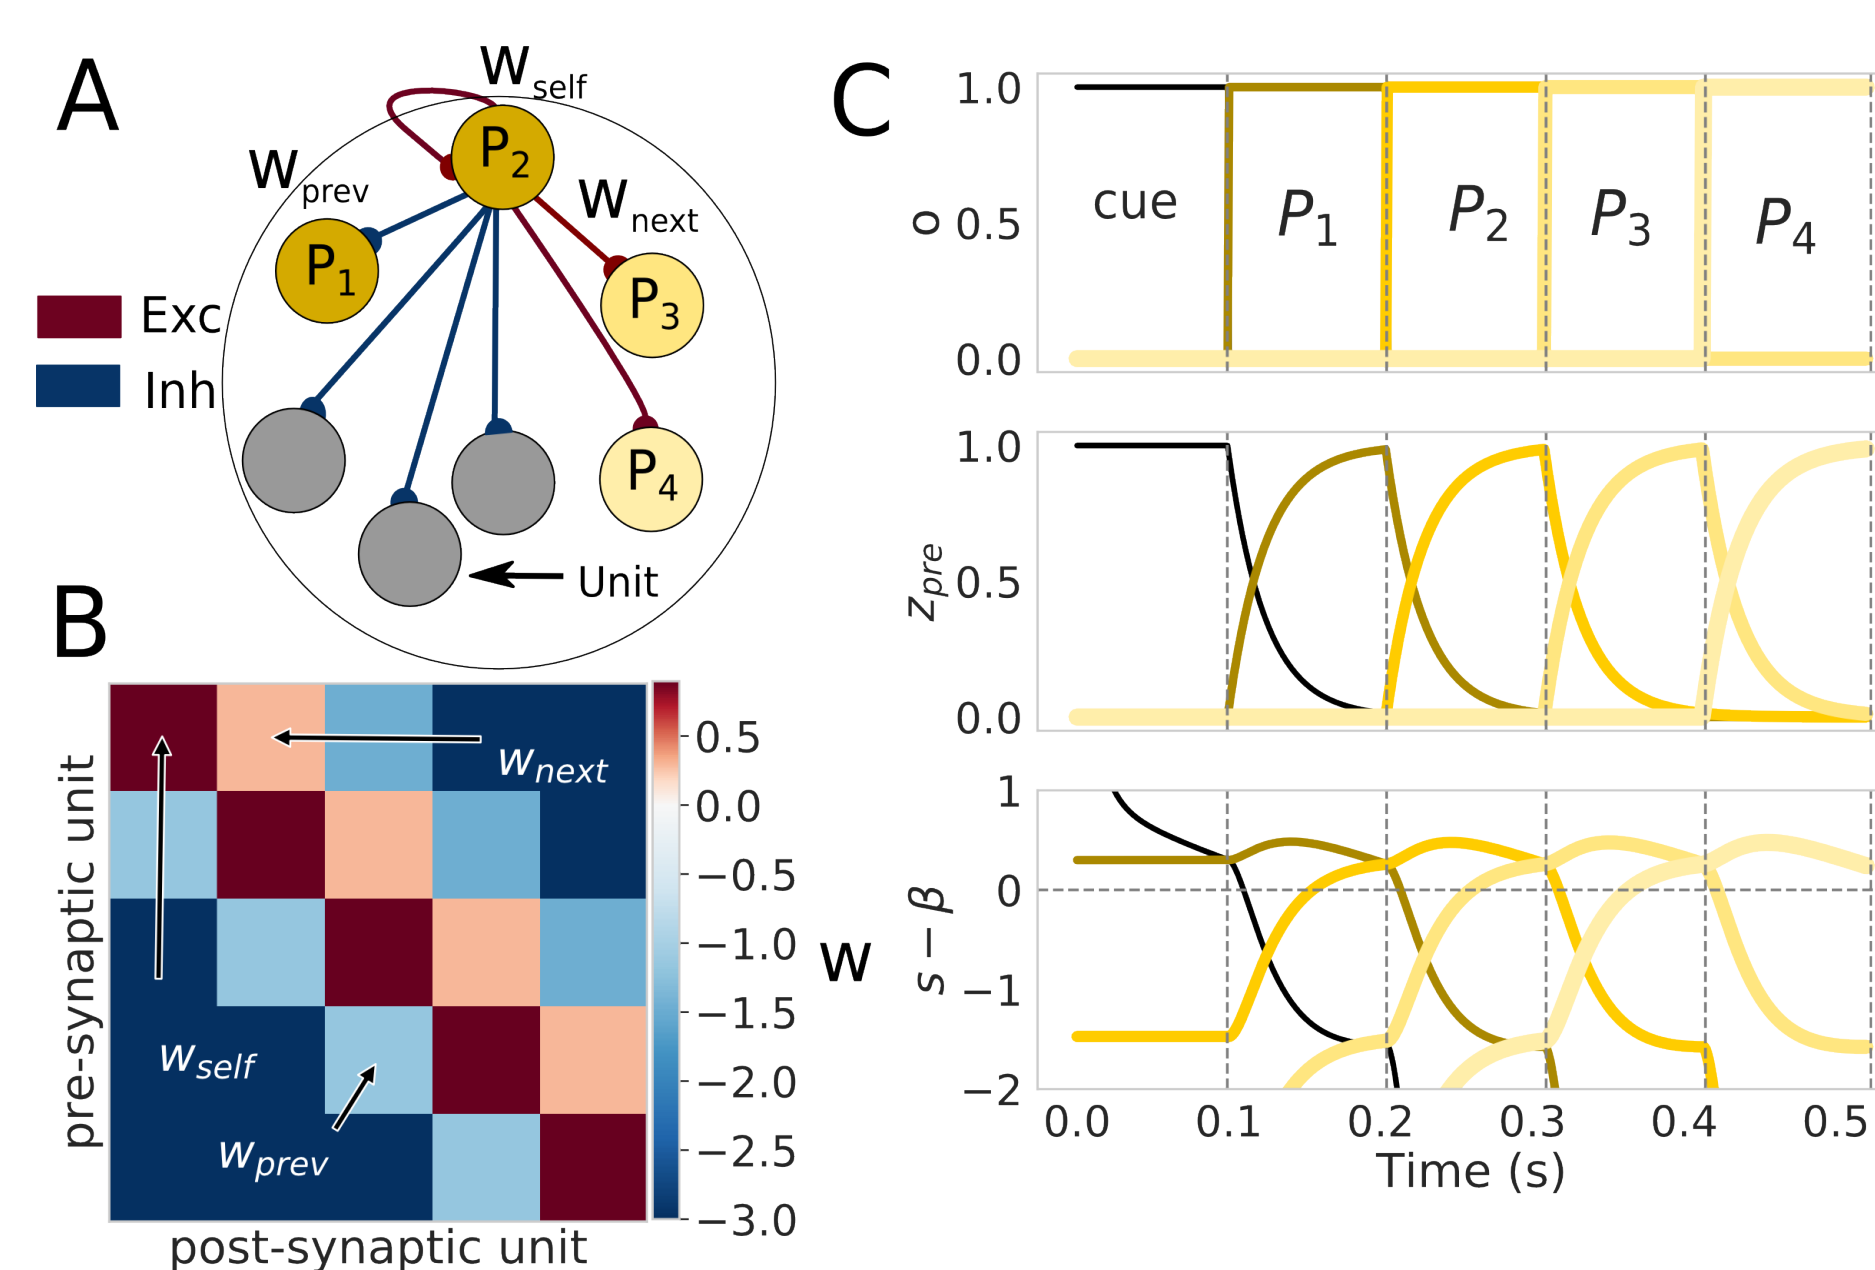 A
w_self
P_2
w_prev
w_next
P_1
P_3
Exc
Inh
P_4
Unit
B
w_next
w_self
w_prev
pre-synaptic unit
post-synaptic unit
0.5
0.0
−0.5
−1.0
−1.5
−2.0
−2.5
−3.0
w
C
1.0
0.5
0.0
o
cue
P_1
P_2
P_3
P_4
1.0
0.5
0.0
z_pre
1
0
−1
−2
s − β
0.0 0.1 0.2 0.3 0.4 0.5
Time (s)